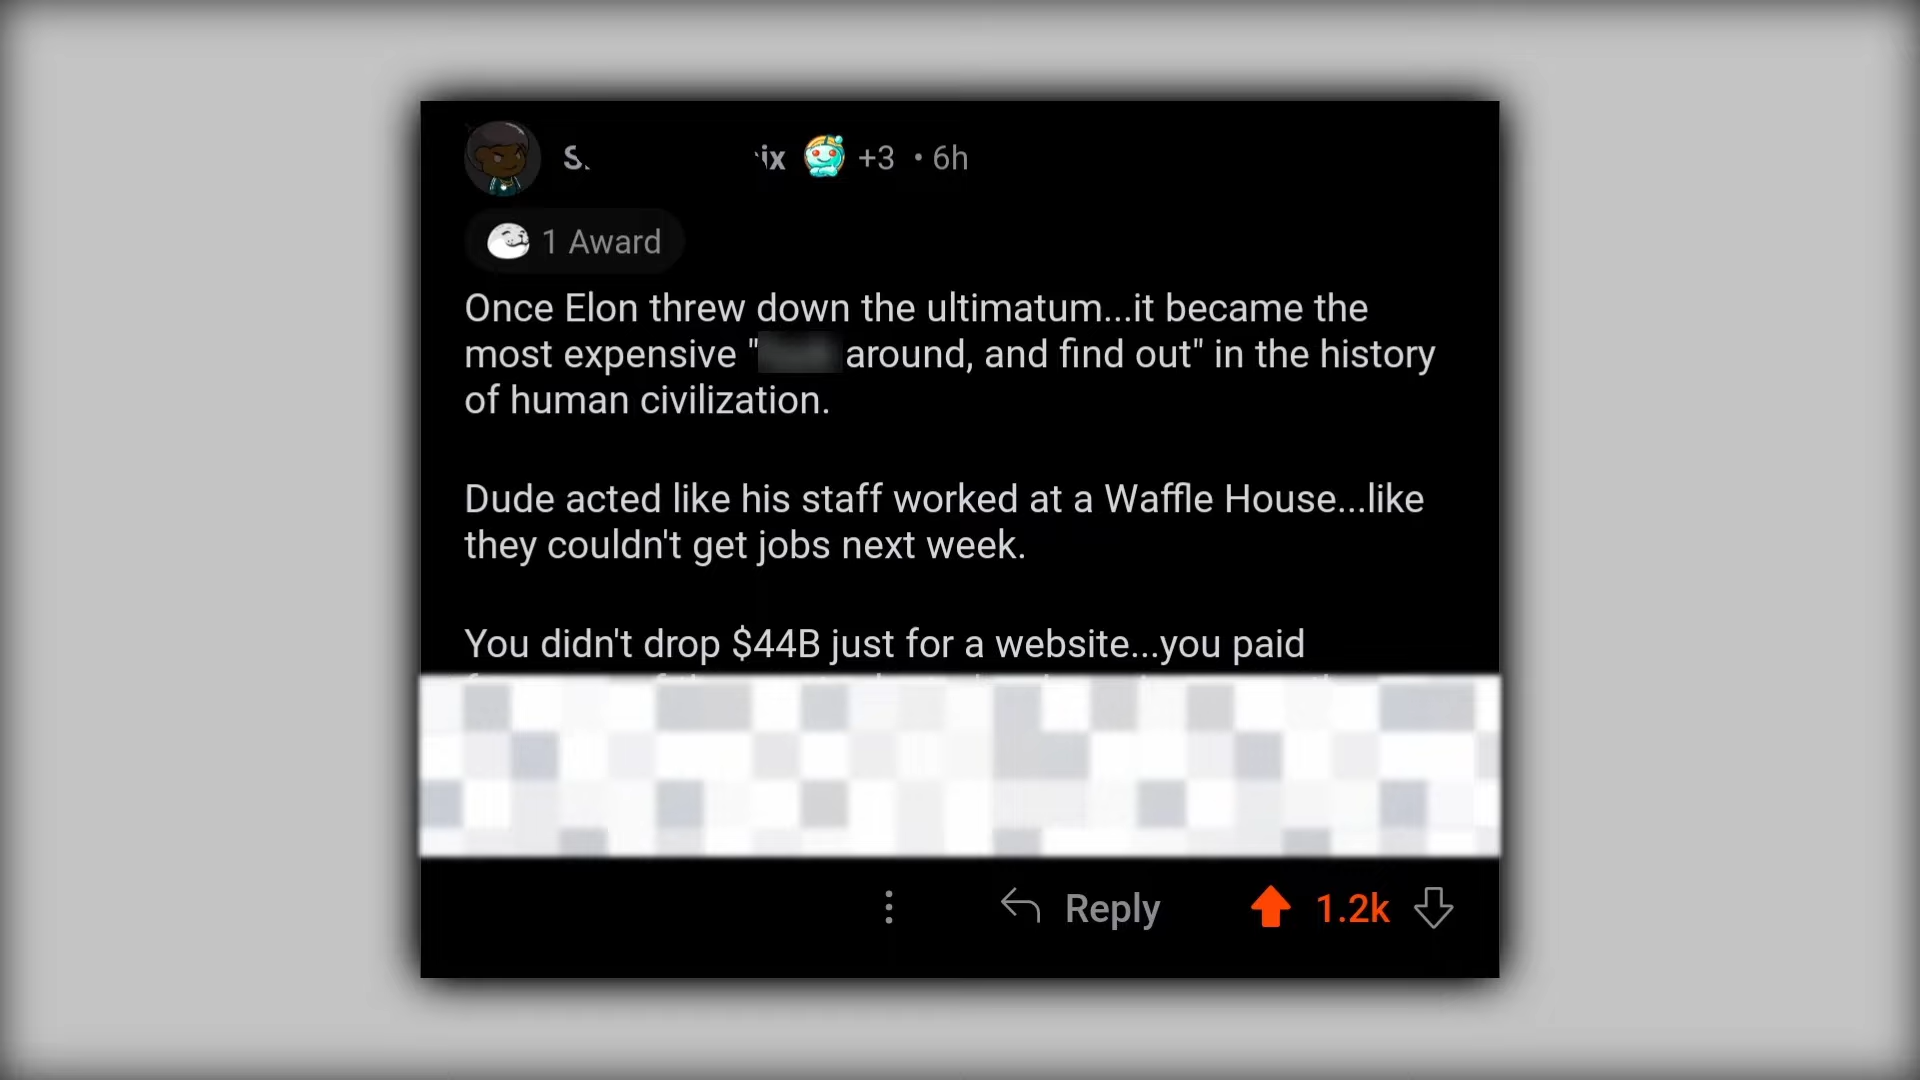 S. ix +3 • 6h
1 Award
Once Elon threw down the ultimatum...it became the
most expensive " around, and find out" in the history
of human civilization.
Dude acted like his staff worked at a Waffle House...like
they couldn't get jobs next week.
You didn't drop $44B just for a website...you paid
Reply 1.2k